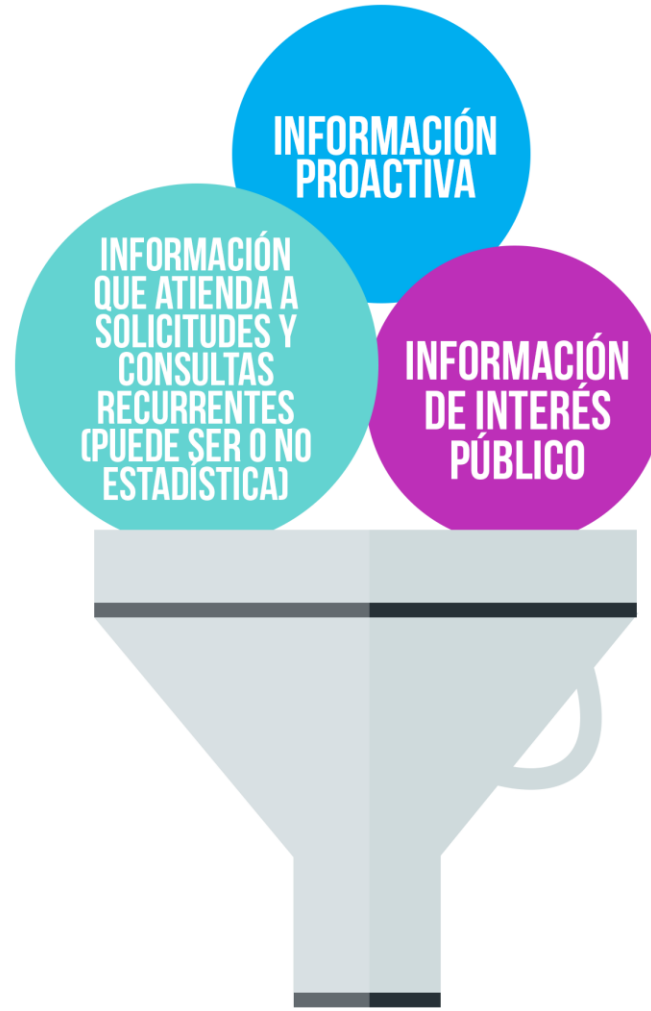 INFORMACIÓN
PROACTIVA
INFORMACIÓN
QUE ATIENDA A
SOLICITUDES Y
CONSULTAS
RECURRENTES
(PUEDE SER O NO
ESTADÍSTICA)
INFORMACIÓN
DE INTERÉS
PÚBLICO